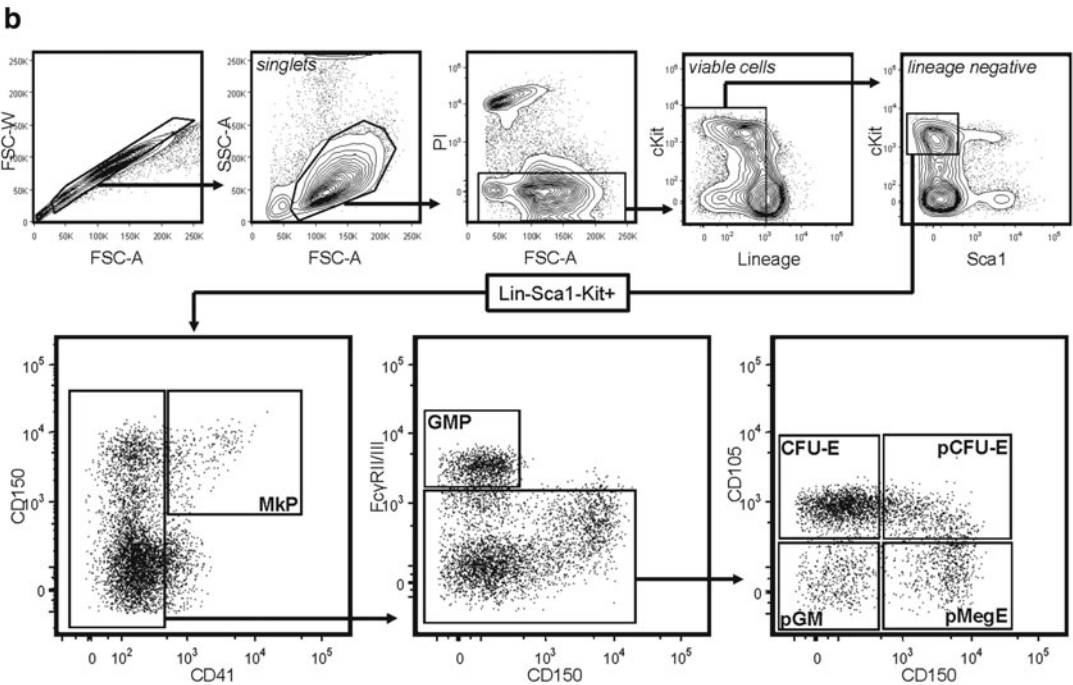 b
singlets
viable cells
lineage negative
FSC-W
250K
200K
150K
100K
50K
0
0 50K 100K 150K 200K 250K
FSC-A
SSC-A
250K
200K
150K
100K
50K
0
0 50K 100K 150K 200K 250K
FSC-A
PI
10⁵
10⁴
10³
0
0 50K 100K 150K 200K 250K
FSC-A
cKit
10⁵
10⁴
10³
10²
0
0 10² 10³ 10⁴ 10⁵
Lineage
cKit
10⁵
10⁴
10³
10²
0
0 10³ 10⁴ 10⁵
Sca1
Lin-Sca1-Kit+
CD150
10⁵
10⁴
10³
0
MkP
0 10² 10³ 10⁴ 10⁵
CD41
FcγRII/III
10⁵
10⁴
10³
0
GMP
0 10³ 10⁴ 10⁵
CD150
CD105
10⁵
10⁴
10³
0
CFU-E pCFU-E
pGM pMegE
0 10³ 10⁴ 10⁵
CD150